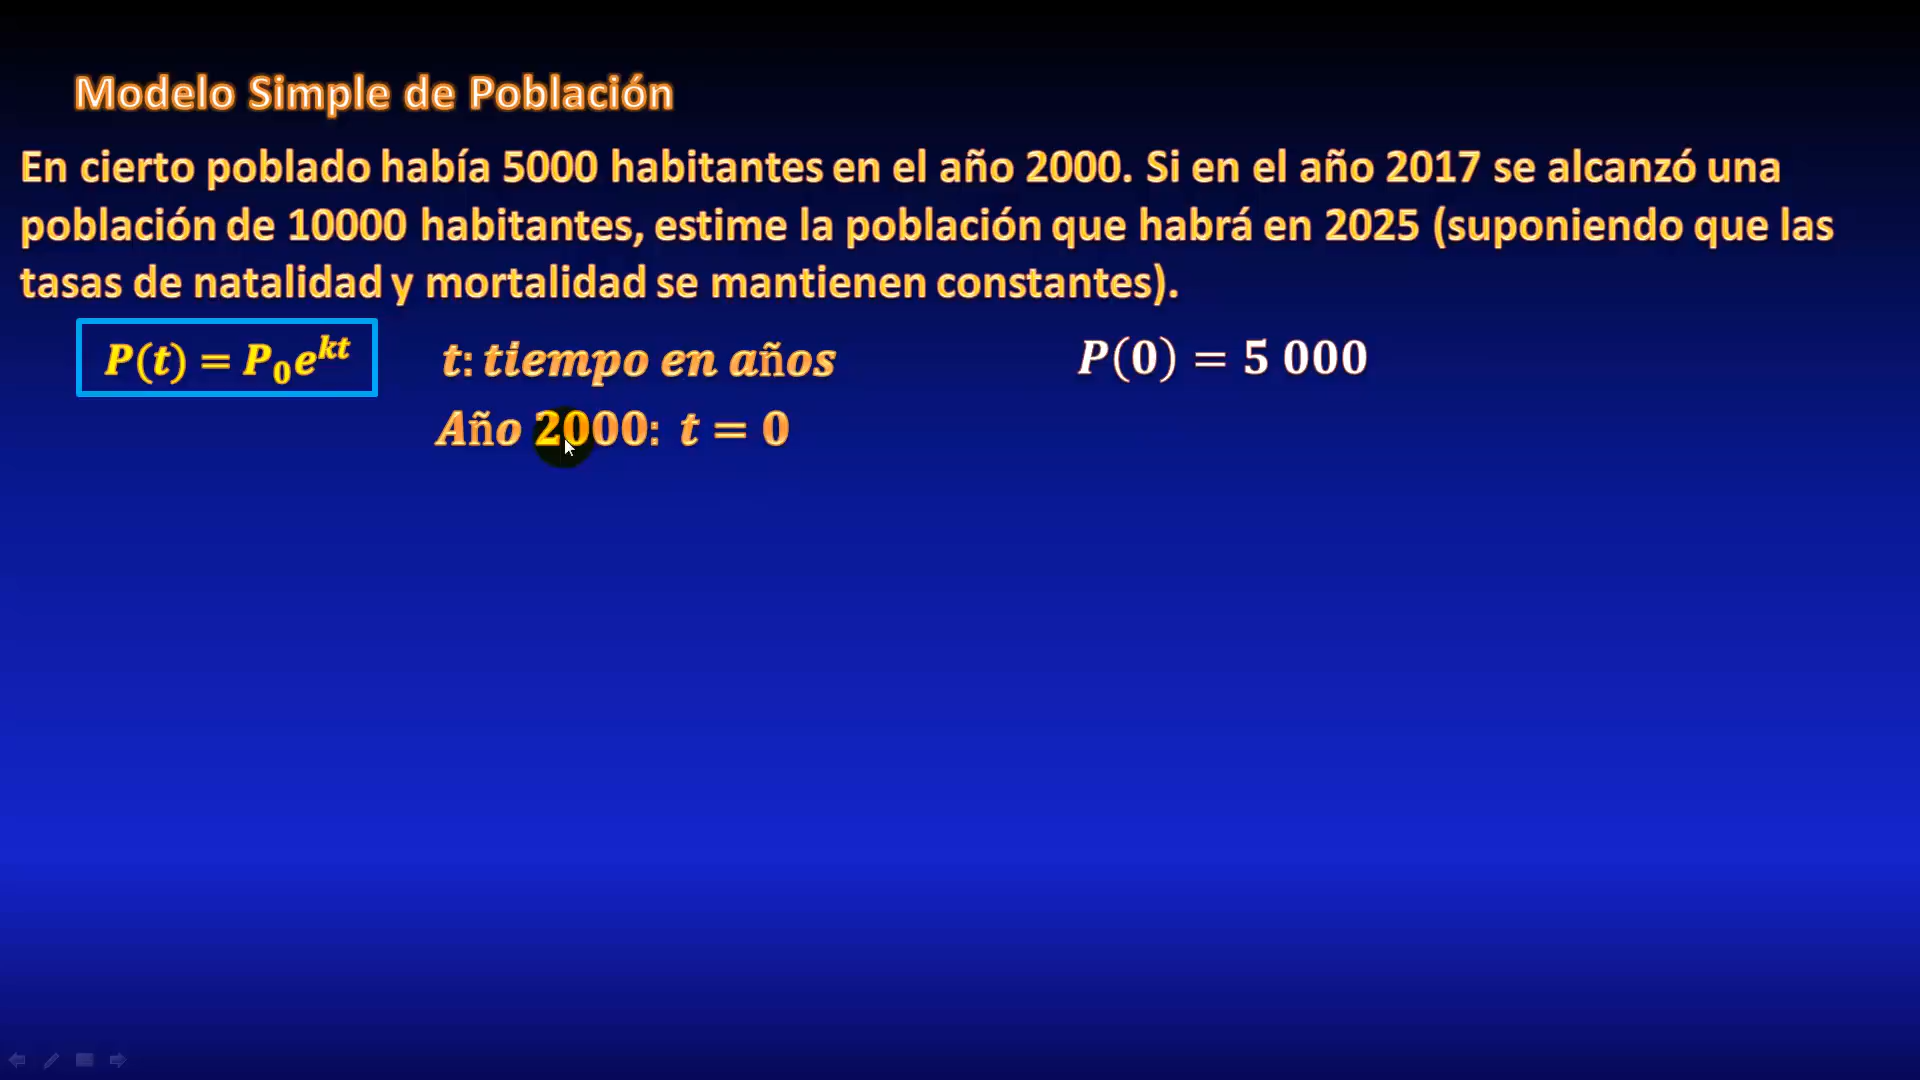 Modelo Simple de Población
En cierto poblado había 5000 habitantes en el año 2000. Si en el año 2017 se alcanzó una
población de 10000 habitantes, estime la población que habrá en 2025 (suponiendo que las
tasas de natalidad y mortalidad se mantienen constantes).
P(t) = P₀e^{kt} t: tiempo en años P(0) = 5 000
Año 2000: t = 0